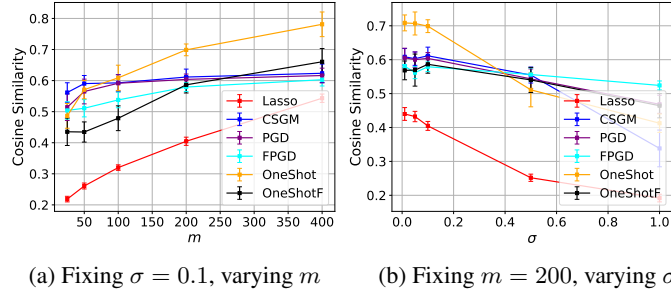 Cosine Similarity
0.8
0.7
0.6
0.5
0.4
0.3
0.2
50
100
200
300
400
m
Lasso
CSGM
PGD
FPGD
OneShot
OneShotF
Cosine Similarity
0.7
0.6
0.5
0.4
0.3
0.2
0.0
0.2
0.4
0.6
0.8
1.0
σ
Lasso
CSGM
PGD
FPGD
OneShot
OneShotF
(a) Fixing σ = 0.1, varying m
(b) Fixing m = 200, varying σ